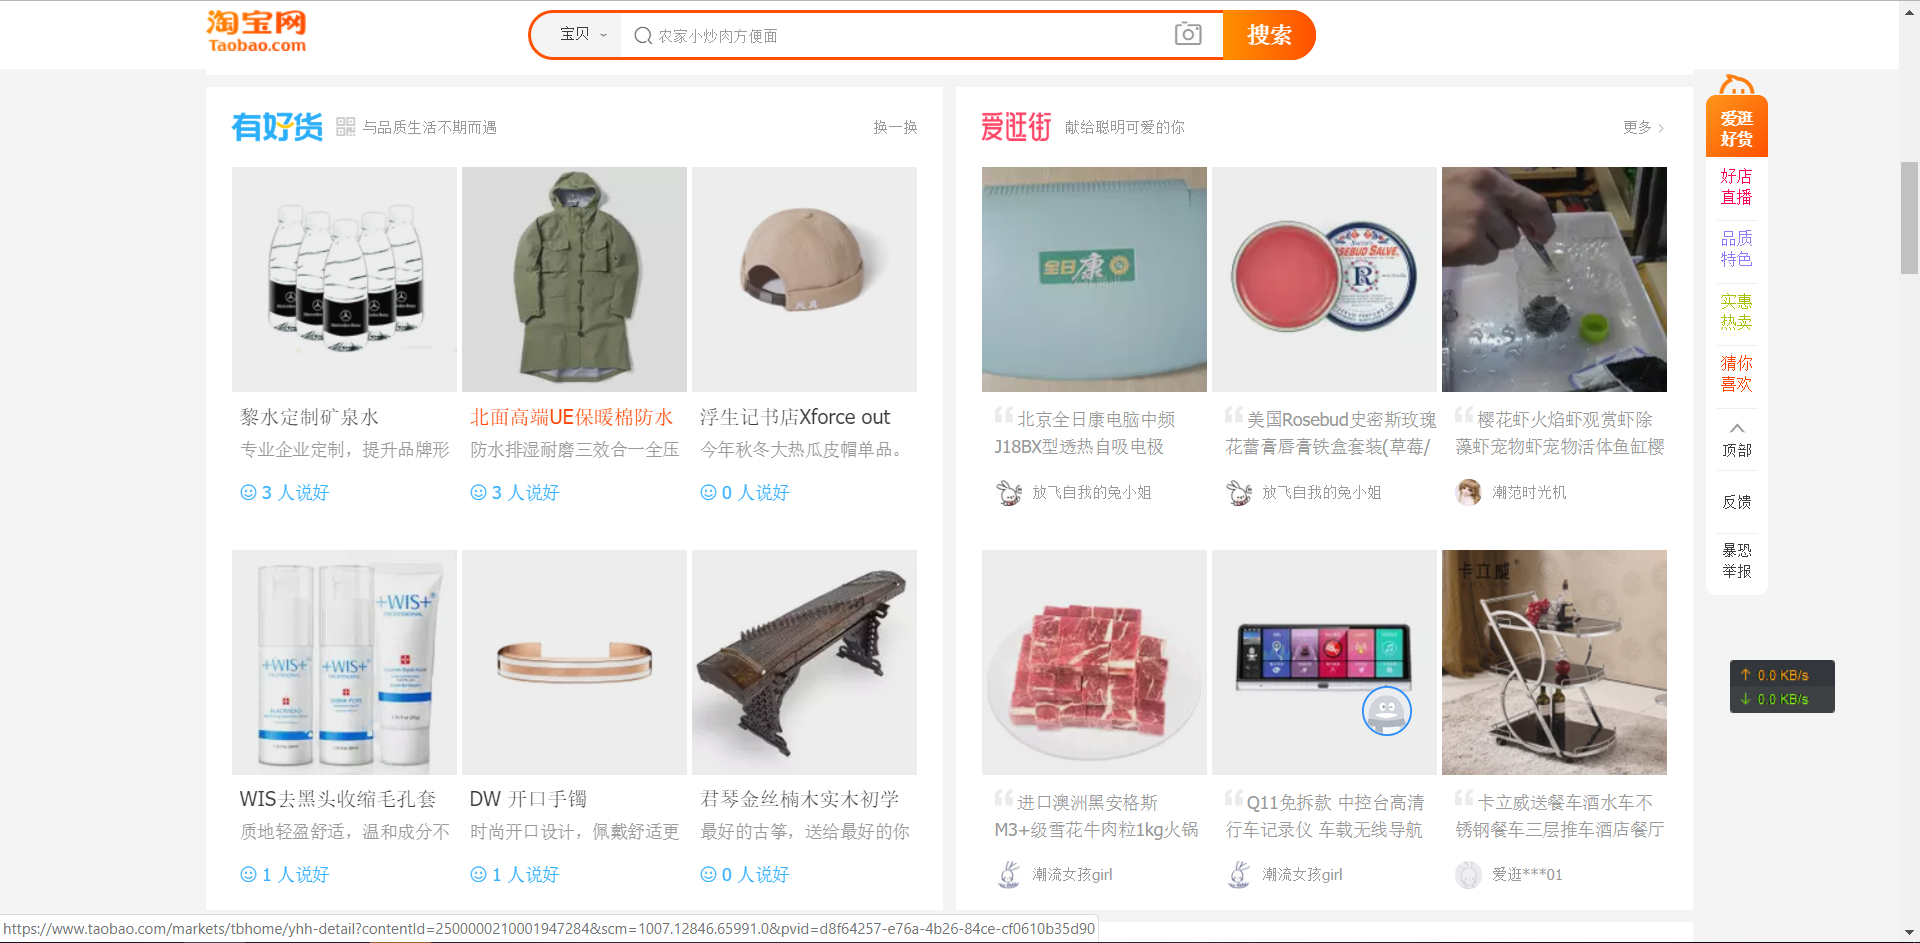 淘宝网
Taobao.com
宝贝
农家小炒肉方便面
搜索
有好货
与品质生活不期而遇
换一换
爱逛街
献给聪明可爱的你
更多
全日康
ROSEBUD SALVE
R
Mercedes-Benz
黎水定制矿泉水
专业企业定制，提升品牌形
3 人说好
北面高端UE保暖棉防水
防水排湿耐磨三效合一全压
3 人说好
浮生记书店Xforce out
今年秋冬大热瓜皮帽单品。
0 人说好
北京全日康电脑中频
J18BX型透热自吸电极
放飞自我的兔小姐
美国Rosebud史密斯玫瑰
花蕾膏唇膏铁盒套装(草莓/
放飞自我的兔小姐
樱花虾火焰虾观赏虾除
藻虾宠物虾宠物活体鱼缸樱
潮范时光机
+WIS+
+WIS+
+WIS+
卡立威
WIS去黑头收缩毛孔套
质地轻盈舒适，温和成分不
1 人说好
DW 开口手镯
时尚开口设计，佩戴舒适更
1 人说好
君琴金丝楠木实木初学
最好的古筝，送给最好的你
0 人说好
进口澳洲黑安格斯
M3+级雪花牛肉粒1kg火锅
潮流女孩girl
Q11免拆款 中控台高清
行车记录仪 车载无线导航
潮流女孩girl
卡立威送餐车酒水车不
锈钢餐车三层推车酒店餐厅
爱逛***01
爱逛
好货
好店
直播
品质
特色
实惠
热卖
猜你
喜欢
顶部
反馈
暴恐
举报
↑ 0.0 KB/s
↓ 0.0 KB/s
https://www.taobao.com/markets/tbhome/yhh-detail?contentId=2500000210001947284&scm=1007.12846.65991.0&pvid=d8f64257-e76a-4b26-84ce-cf0610b35d90